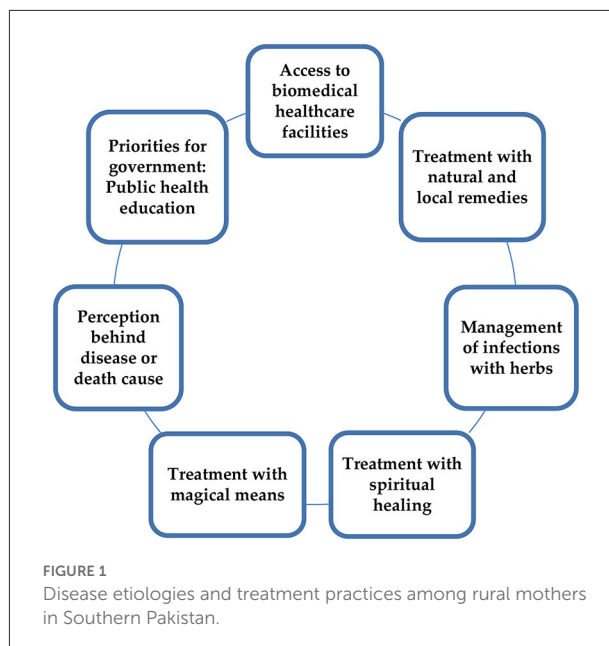 Access to
biomedical
healthcare
facilities
Treatment with
natural and
local remedies
Management
of infections
with herbs
Treatment with
spiritual
healing
Treatment with
magical means
Perception
behind
disease or
death cause
Priorities for
government:
Public health
education
FIGURE 1
Disease etiologies and treatment practices among rural mothers
in Southern Pakistan.